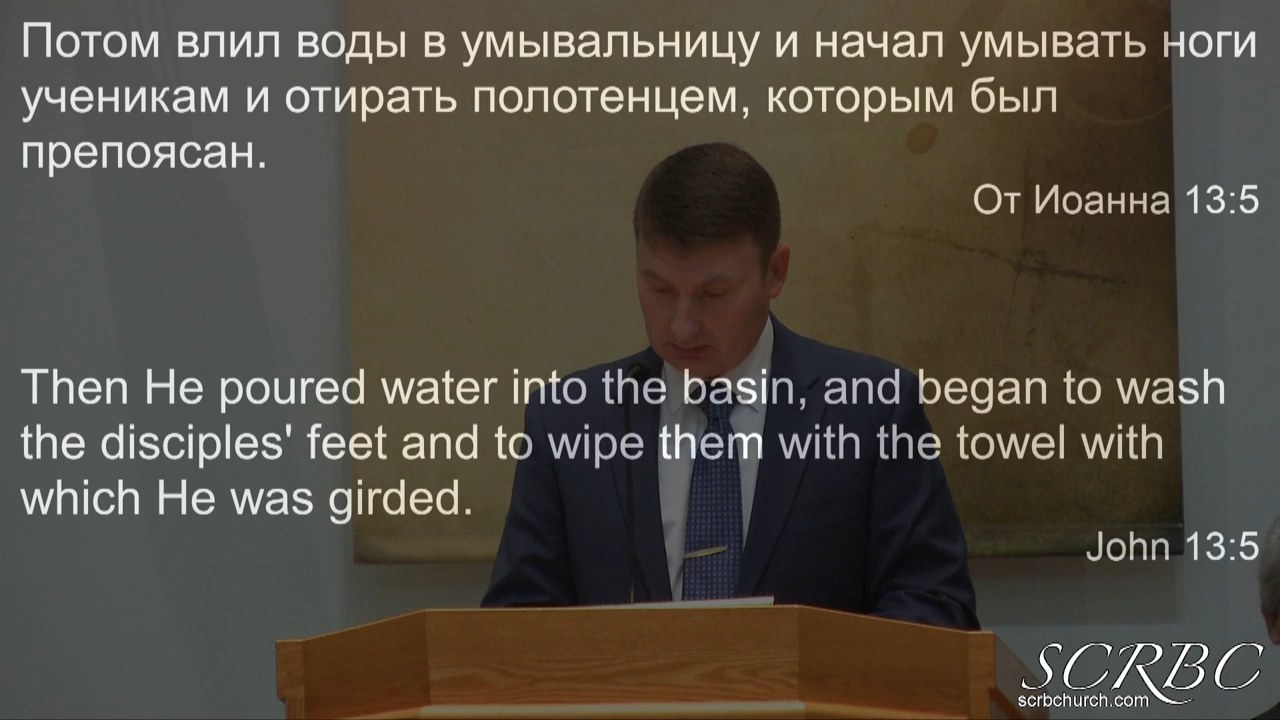 Потом влил воды в умывальницу и начал умывать ноги
ученикам и отирать полотенцем, которым был
препоясан.
От Иоанна 13:5
Then He poured water into the basin, and began to wash
the disciples' feet and to wipe them with the towel with
which He was girded.
John 13:5
SCRBC
scrbchurch.com